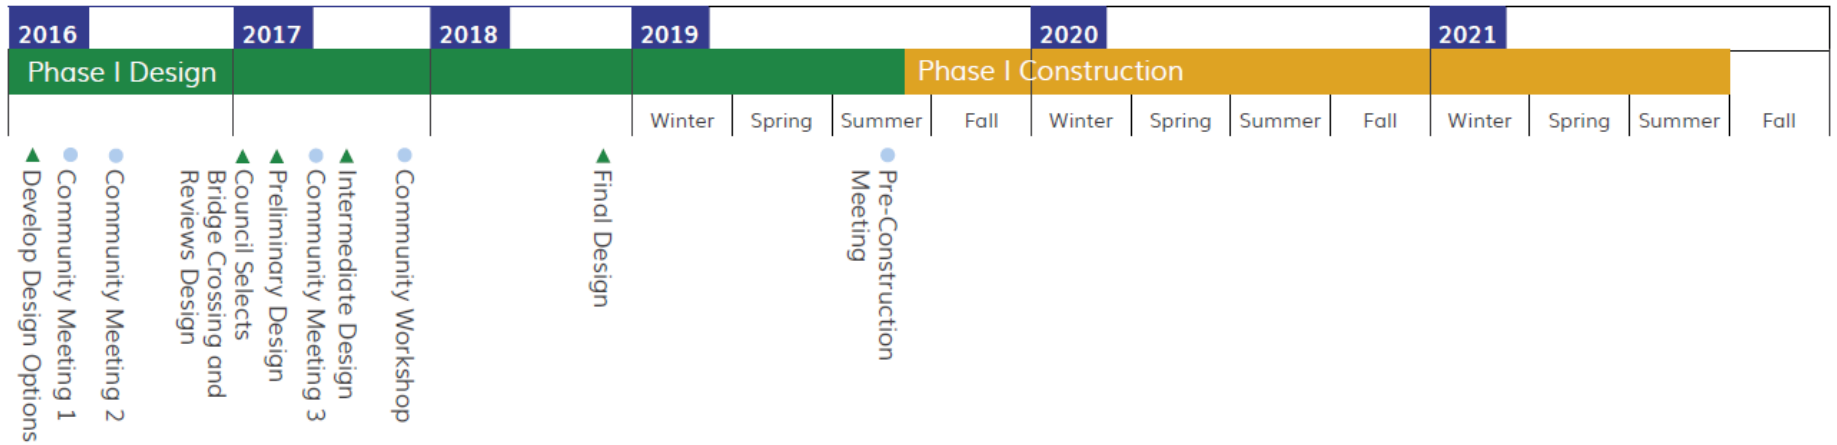 2016
2017
2018
2019
2020
2021
Phase I Design
Phase I Construction
Winter
Spring
Summer
Fall
Winter
Spring
Summer
Fall
Winter
Spring
Summer
Fall
Develop Design Options
Community Meeting 1
Community Meeting 2
Council Selects
Bridge Crossing and
Reviews Design
Preliminary Design
Community Meeting 3
Intermediate Design
Community Workshop
Final Design
Pre-Construction
Meeting